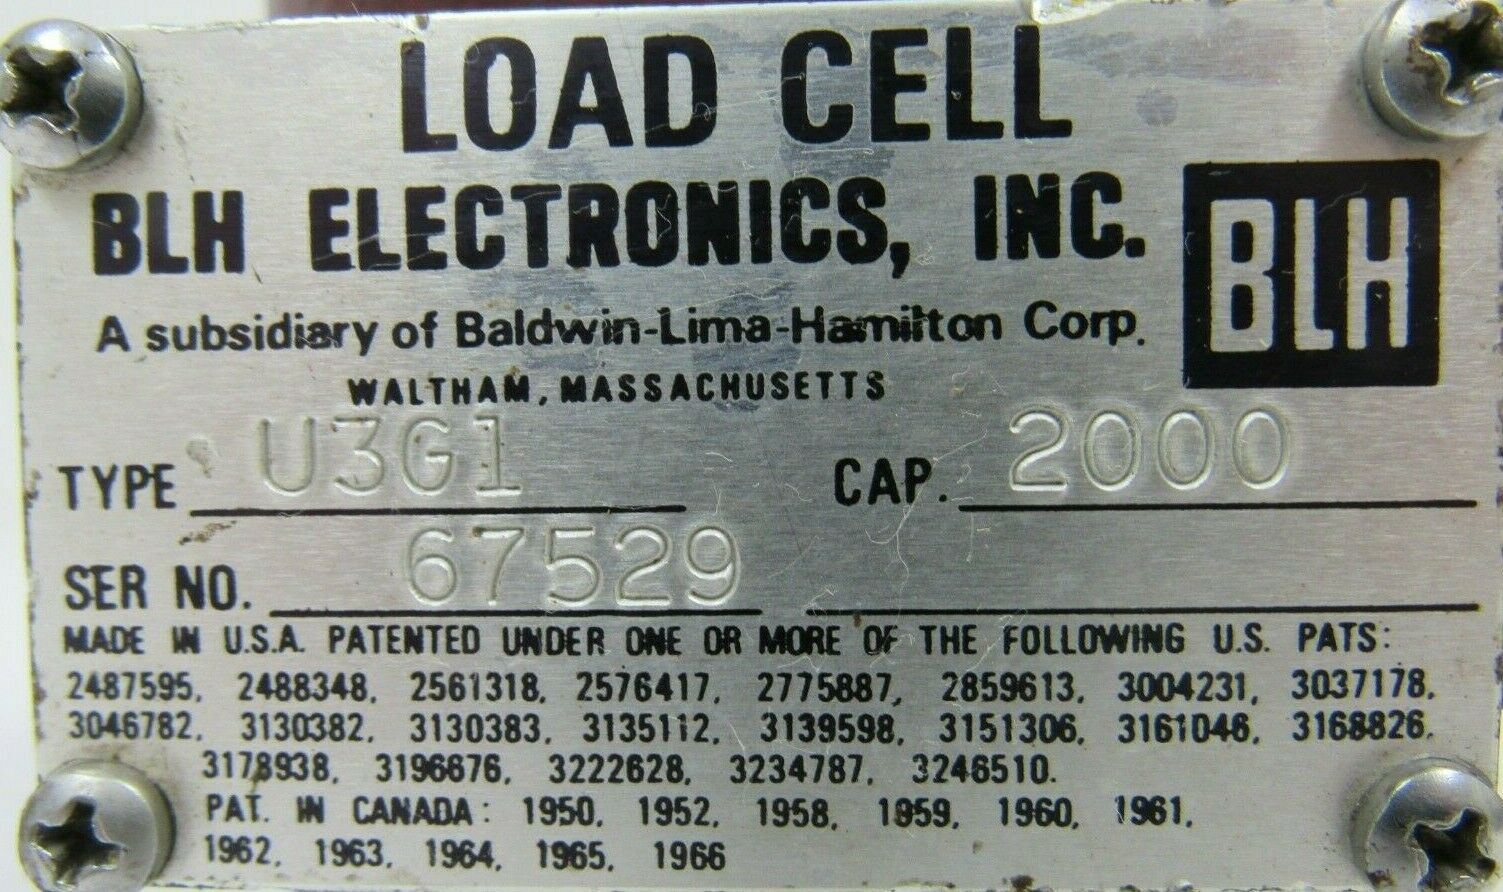 LOAD CELL
BLH ELECTRONICS, INC.
BLH
A subsidiary of Baldwin-Lima-Hamilton Corp.
WALTHAM, MASSACHUSETTS
TYPE U3G1 CAP. 2000
SER NO. 67529
MADE IN U.S.A. PATENTED UNDER ONE OR MORE OF THE FOLLOWING U.S. PATS:
2487595, 2488348, 2561318, 2576417, 2775887, 2859613, 3004231, 3037178,
3046782, 3130382, 3130383, 3135112, 3139598, 3151306, 3161046, 3168826,
3178938, 3196676, 3222628, 3234787, 3246510.
PAT. IN CANADA: 1950, 1952, 1958, 1959, 1960, 1961,
1962, 1963, 1964, 1965, 1966